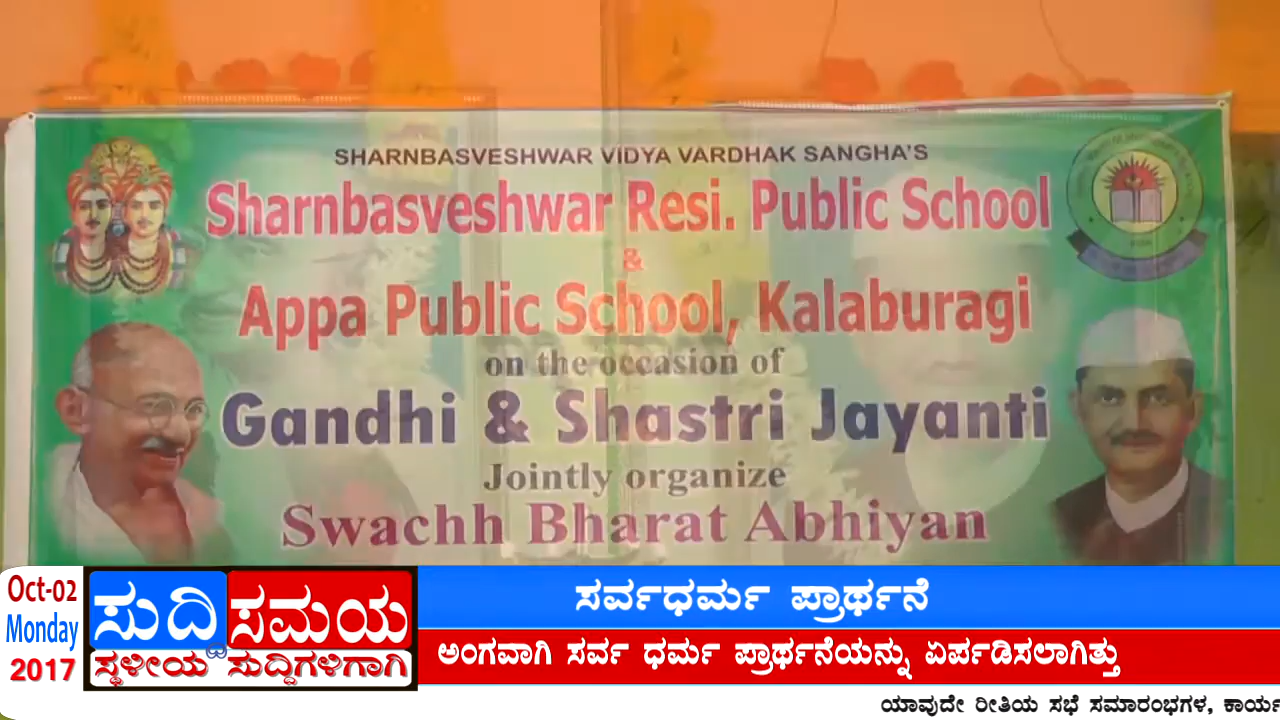 SHARNBASVESHWAR VIDYA VARDHAK SANGHA'S
Sharnbasveshwar Resi. Public School
&
Appa Public School, Kalaburagi
on the occasion of
Gandhi & Shastri Jayanti
Jointly organize
Swachh Bharat Abhiyan
Oct-02
Monday
2017
ಸುದ್ದಿ ಸಮಯ
ಸ್ಥಳೀಯ ಸುದ್ದಿಗಳಿಗಾಗಿ
ಸರ್ವಧರ್ಮ ಪ್ರಾರ್ಥನೆ
ಅಂಗವಾಗಿ ಸರ್ವ ಧರ್ಮ ಪ್ರಾರ್ಥನೆಯನ್ನು ಏರ್ಪಡಿಸಲಾಗಿತ್ತು
ಯಾವುದೇ ರೀತಿಯ ಸಭೆ ಸಮಾರಂಭಗಳ, ಕಾರ್ಯ